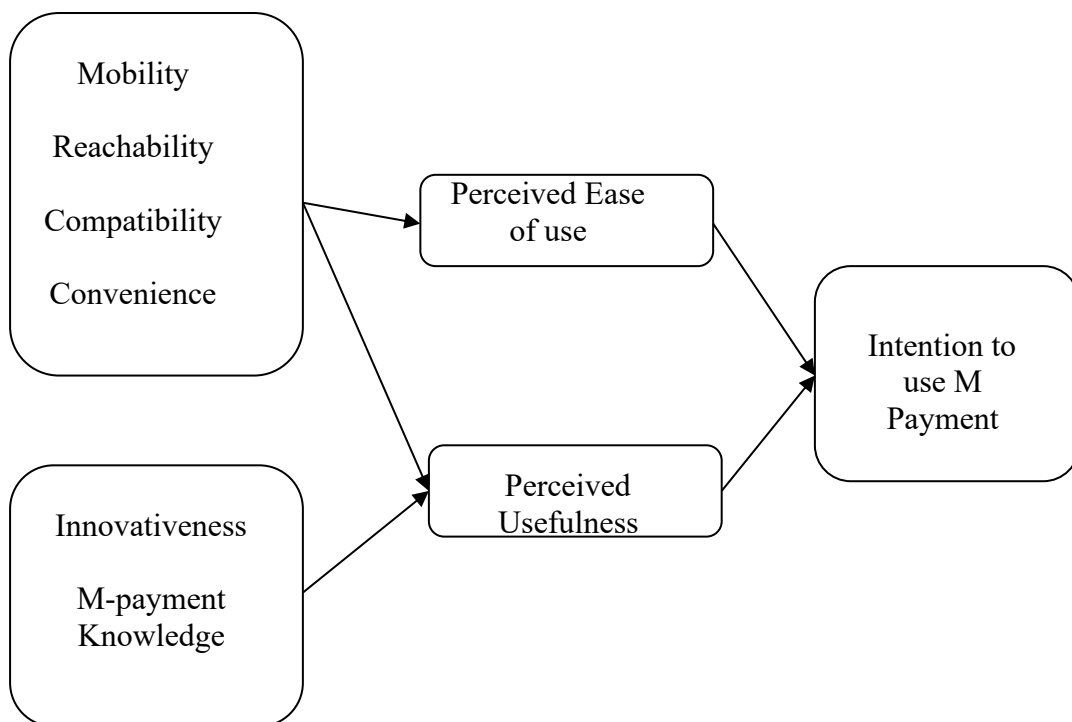 Mobility
Reachability
Compatibility
Convenience
Innovativeness
M-payment
Knowledge
Perceived Ease
of use
Perceived
Usefulness
Intention to
use M
Payment